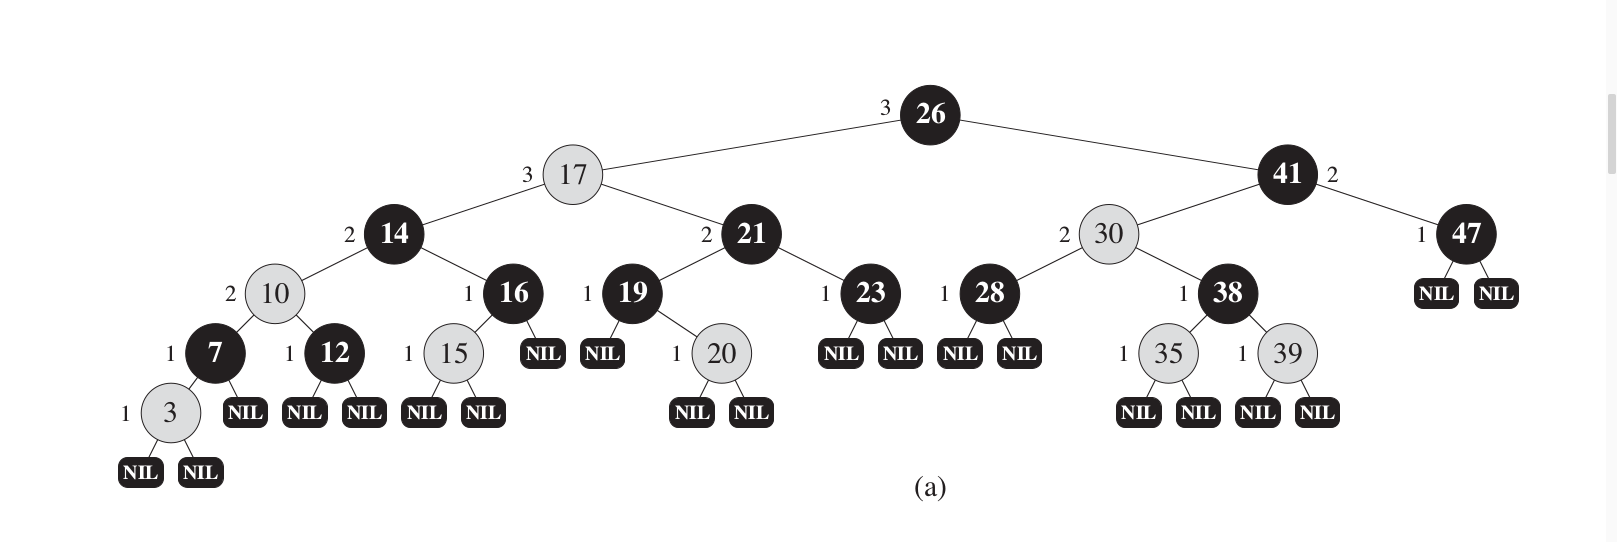 3 26
3 17 41 2
2 14 2 21 2 30 1 47
2 10 1 16 1 19 1 23 1 28 1 38 NIL NIL
1 7 1 12 1 15 NIL NIL 1 20 NIL NIL NIL NIL 1 35 1 39
1 3 NIL NIL NIL NIL NIL NIL NIL NIL NIL NIL NIL
NIL NIL
(a)